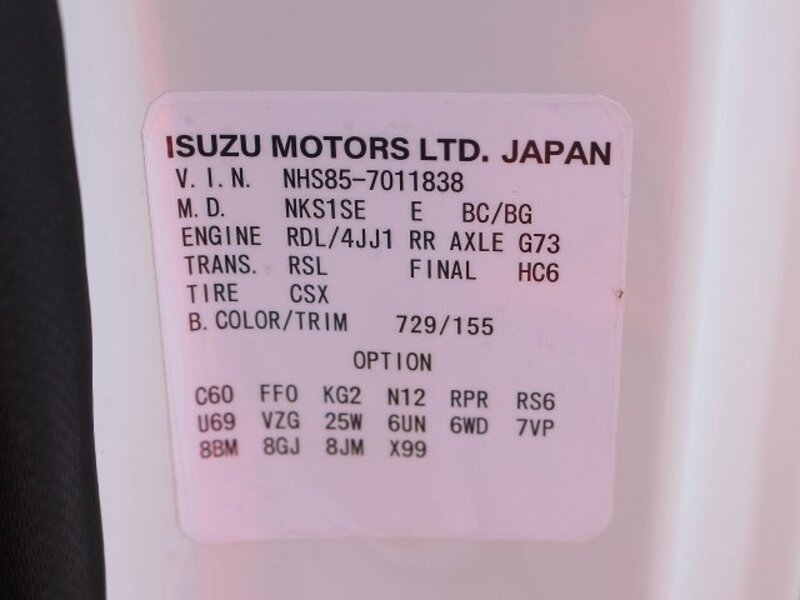 ISUZU MOTORS LTD. JAPAN
V. I. N. NHS85-7011838
M. D. NKS1SE E BC/BG
ENGINE RDL/4JJ1 RR AXLE G73
TRANS. RSL FINAL HC6
TIRE CSX
B. COLOR/TRIM 729/155
OPTION
C60 FF0 KG2 N12 RPR RS6
U69 VZG 25W 6UN 6WD 7VP
8BM 8GJ 8JM X99